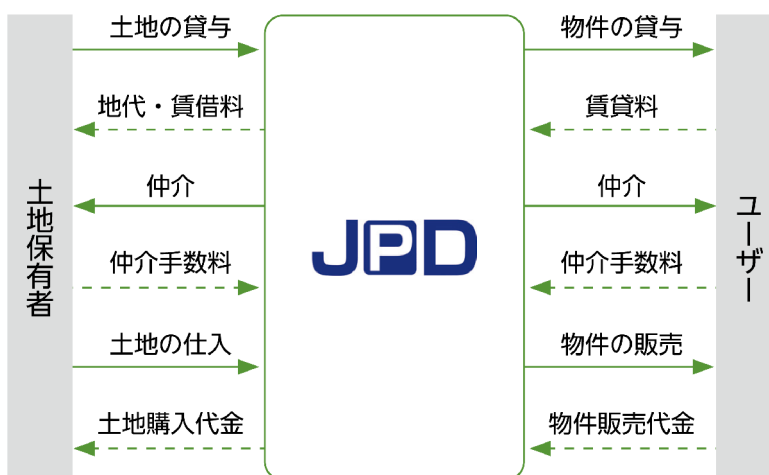 土地の貸与
物件の貸与
地代・賃借料
賃貸料
仲介
仲介
土地保有者
JPD
ユーザー
仲介手数料
仲介手数料
土地の仕入
物件の販売
土地購入代金
物件販売代金